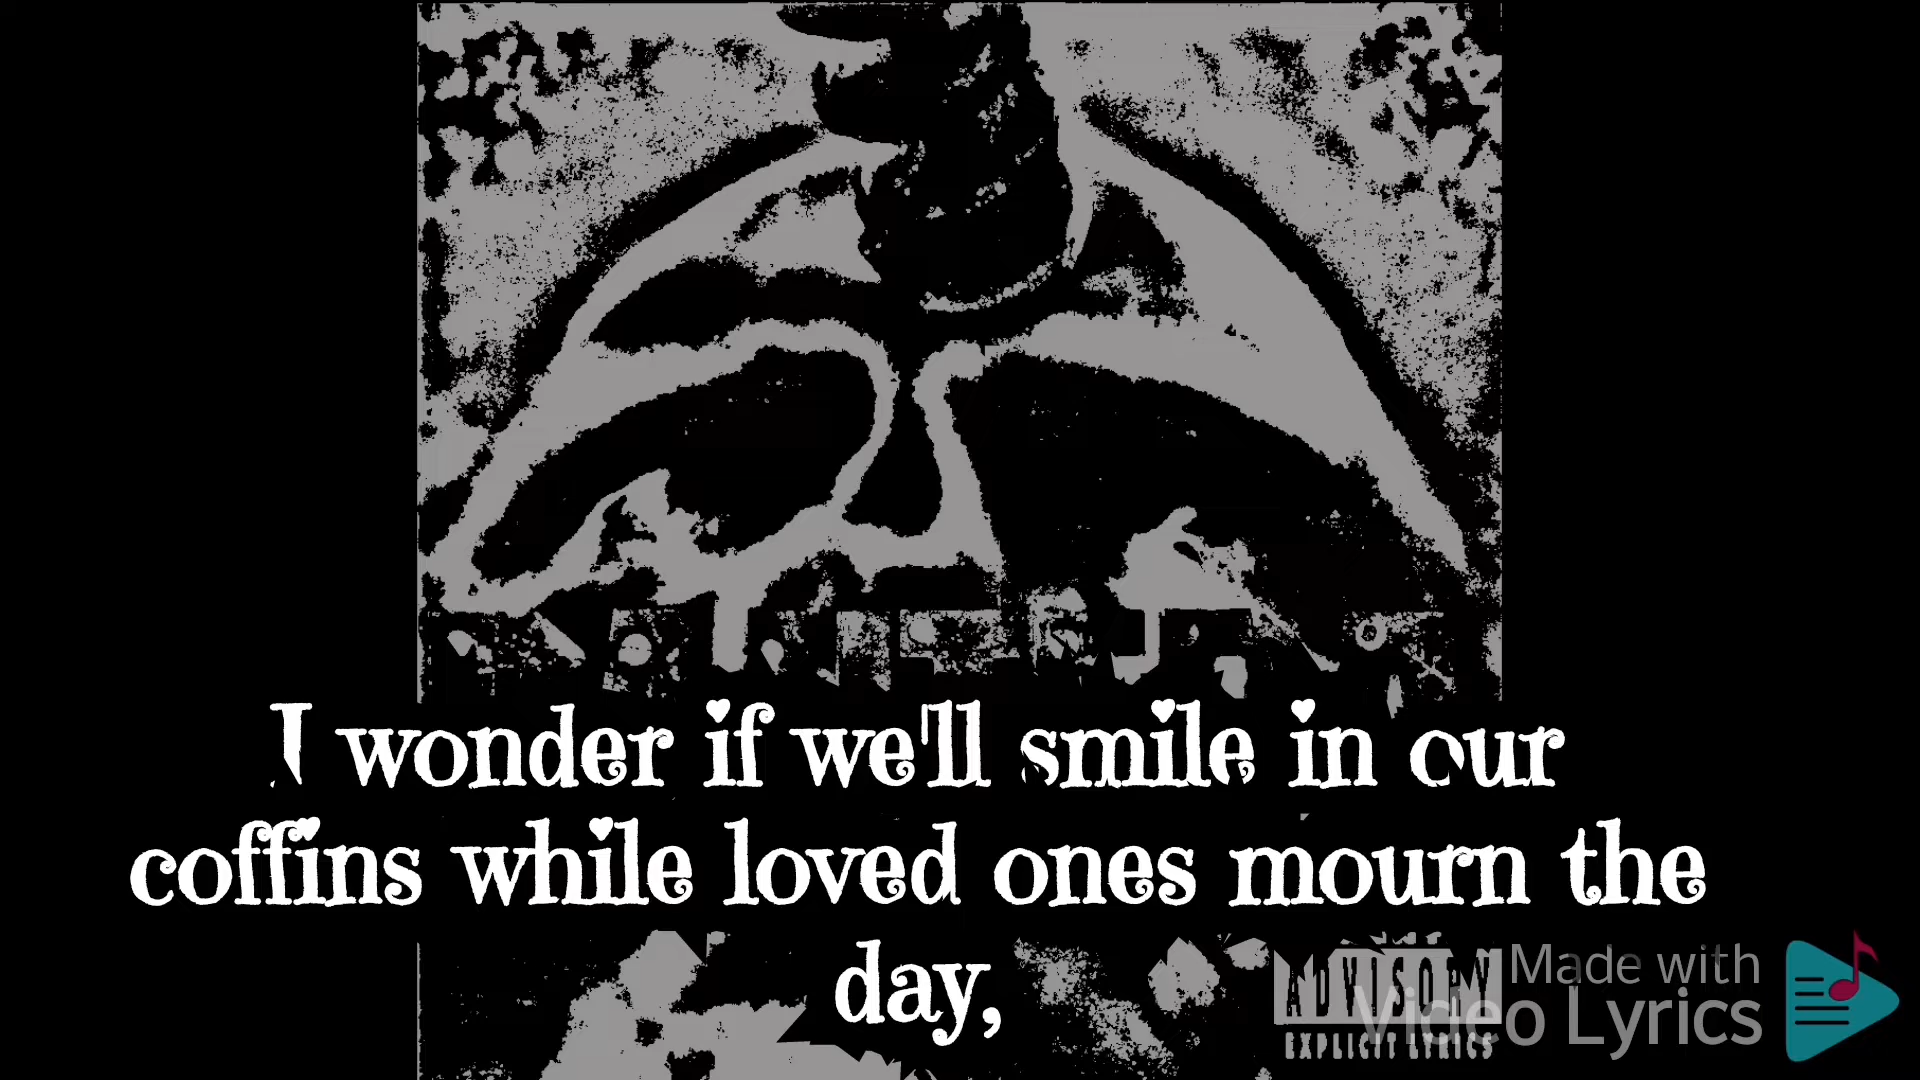 I wonder if we'll smile in our
coffins while loved ones mourn the
day,
ADVISORY
EXPLICIT LYRICS
Made with
Video Lyrics